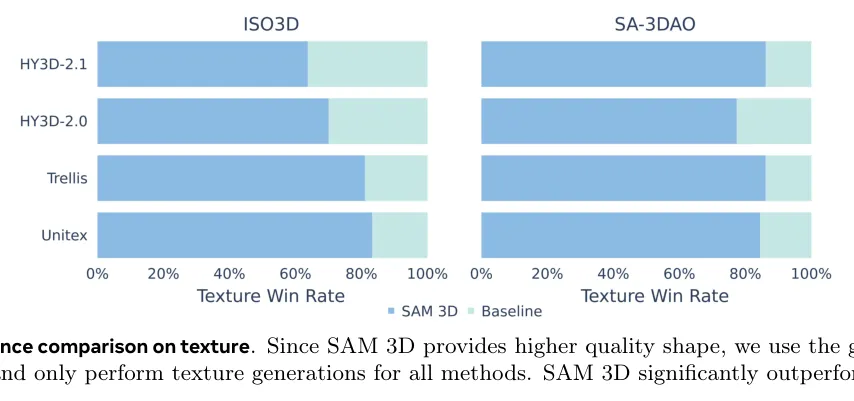 ISO3D
SA-3DAO
HY3D-2.1
HY3D-2.0
Trellis
Unitex
0% 20% 40% 60% 80% 100%
0% 20% 40% 60% 80% 100%
Texture Win Rate
Texture Win Rate
SAM 3D Baseline
nce comparison on texture. Since SAM 3D provides higher quality shape, we use the g
nd only perform texture generations for all methods. SAM 3D significantly outperfor